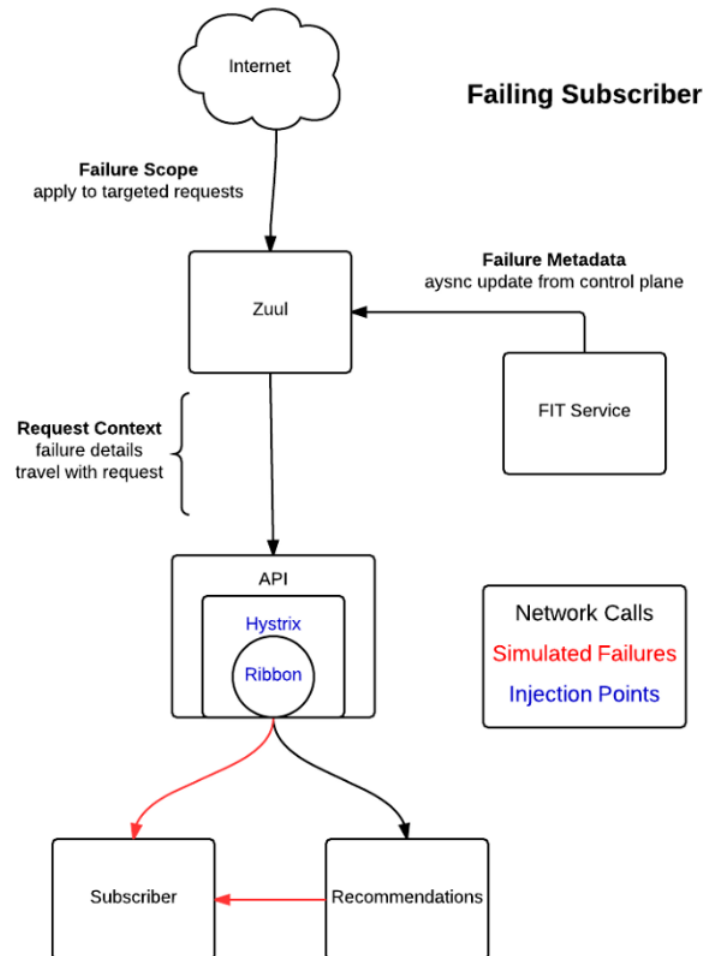 Internet
Failing Subscriber
Failure Scope
apply to targeted requests
Failure Metadata
aysnc update from control plane
Zuul
FIT Service
Request Context
failure details
travel with request
API
Hystrix
Ribbon
Network Calls
Simulated Failures
Injection Points
Subscriber
Recommendations